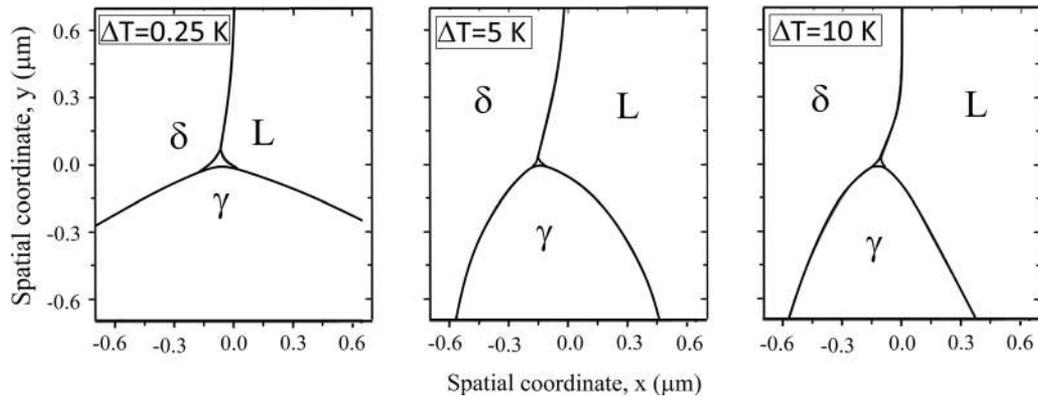 ΔT=0.25 K
ΔT=5 K
ΔT=10 K
Spatial coordinate, y (μm)
0.6
0.3
0.0
-0.3
-0.6
δ
L
γ
δ
L
γ
δ
L
γ
-0.6 -0.3 0.0 0.3 0.6
-0.6 -0.3 0.0 0.3 0.6
-0.6 -0.3 0.0 0.3 0.6
Spatial coordinate, x (μm)